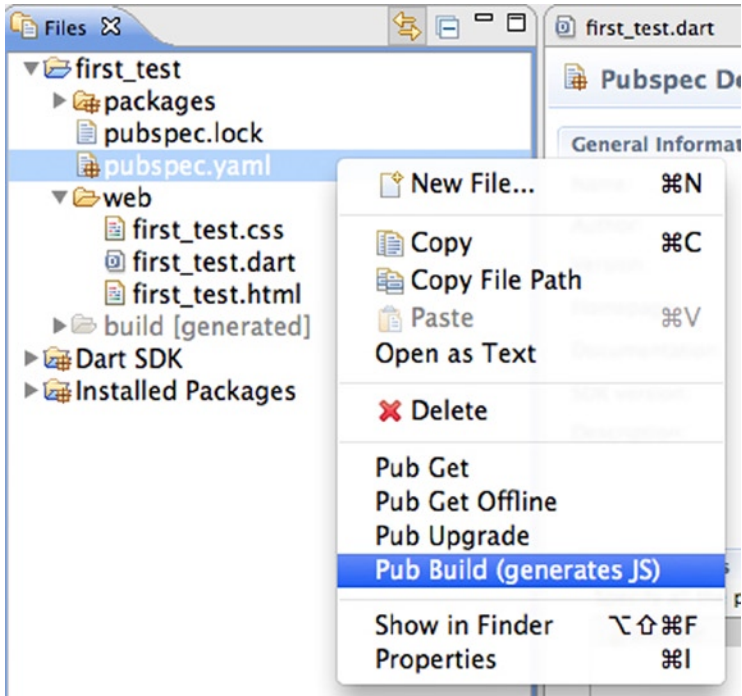 Files
first_test.dart
first_test
packages
pubspec.lock
pubspec.yaml
web
first_test.css
first_test.dart
first_test.html
build [generated]
Dart SDK
Installed Packages
Pubspec De
General Informat
New File... ⌘N
Copy ⌘C
Copy File Path
Paste ⌘V
Open as Text
Delete
Pub Get
Pub Get Offline
Pub Upgrade
Pub Build (generates JS)
Show in Finder ⌥⇧⌘F
Properties ⌘I